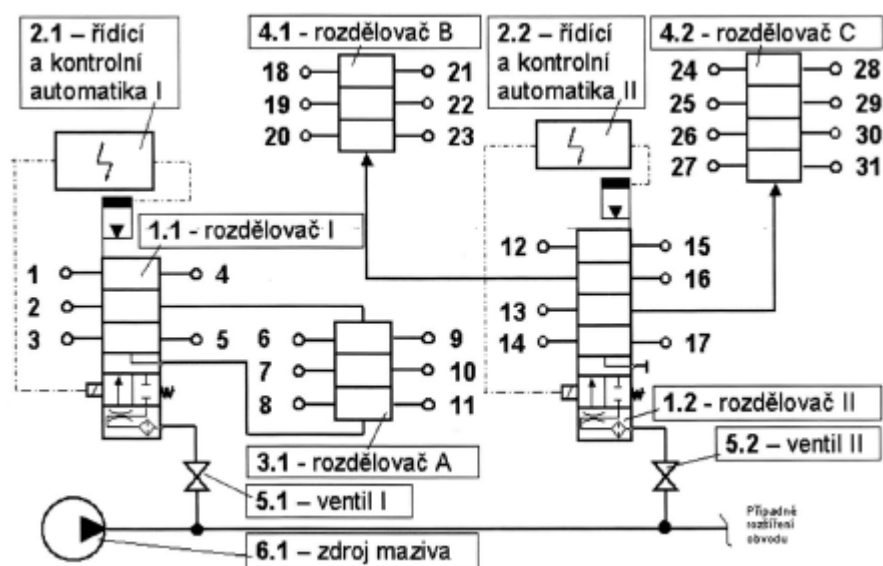 2.1 – řídící
a kontrolní
automatika I
4.1 - rozdělovač B
18
19
20
21
22
23
2.2 – řídící
a kontrolní
automatika II
4.2 - rozdělovač C
24
25
26
27
28
29
30
31
1.1 - rozdělovač I
1
2
3
4
5
6
7
8
9
10
11
12
13
14
15
16
17
3.1 - rozdělovač A
1.2 - rozdělovač II
5.1 – ventil I
5.2 – ventil II
6.1 – zdroj maziva
Případné
rozšíření
obvodu